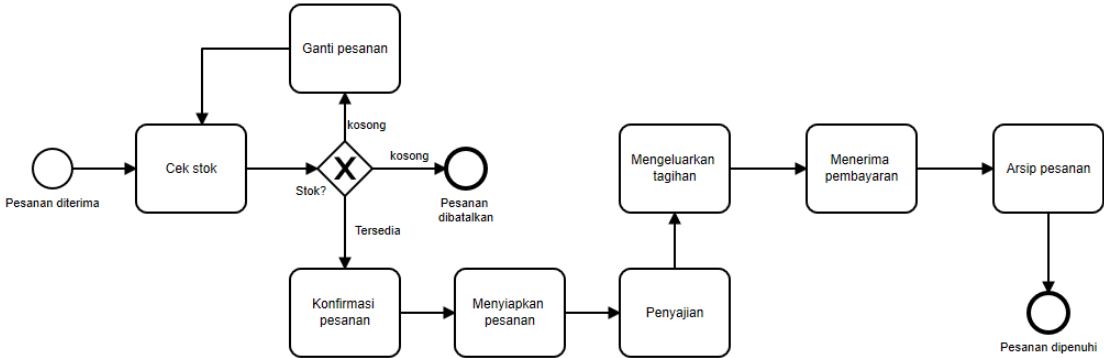 Ganti pesanan
kosong
Cek stok
X
kosong
Stok?
Pesanan diterima
Pesanan
dibatalkan
Tersedia
Mengeluarkan
tagihan
Menerima
pembayaran
Arsip pesanan
Konfirmasi
pesanan
Menyiapkan
pesanan
Penyajian
Pesanan dipenuhi